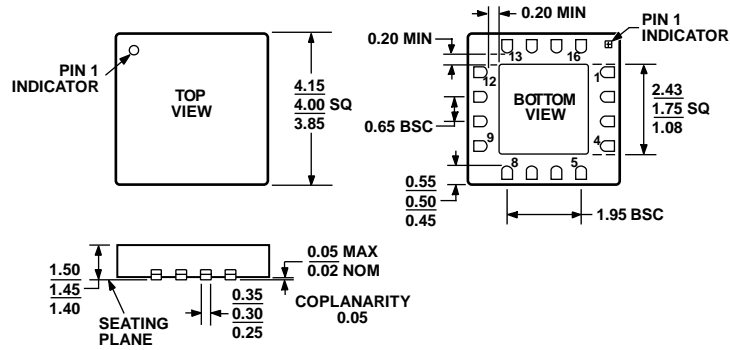 PIN 1
INDICATOR
TOP
VIEW
4.15
4.00 SQ
3.85
0.20 MIN
0.20 MIN
PIN 1
INDICATOR
13
16
12
1
BOTTOM
VIEW
2.43
1.75 SQ
1.08
0.65 BSC
9
4
8
5
0.55
0.50
0.45
1.95 BSC
1.50
1.45
1.40
SEATING
PLANE
0.35
0.30
0.25
0.05 MAX
0.02 NOM
COPLANARITY
0.05